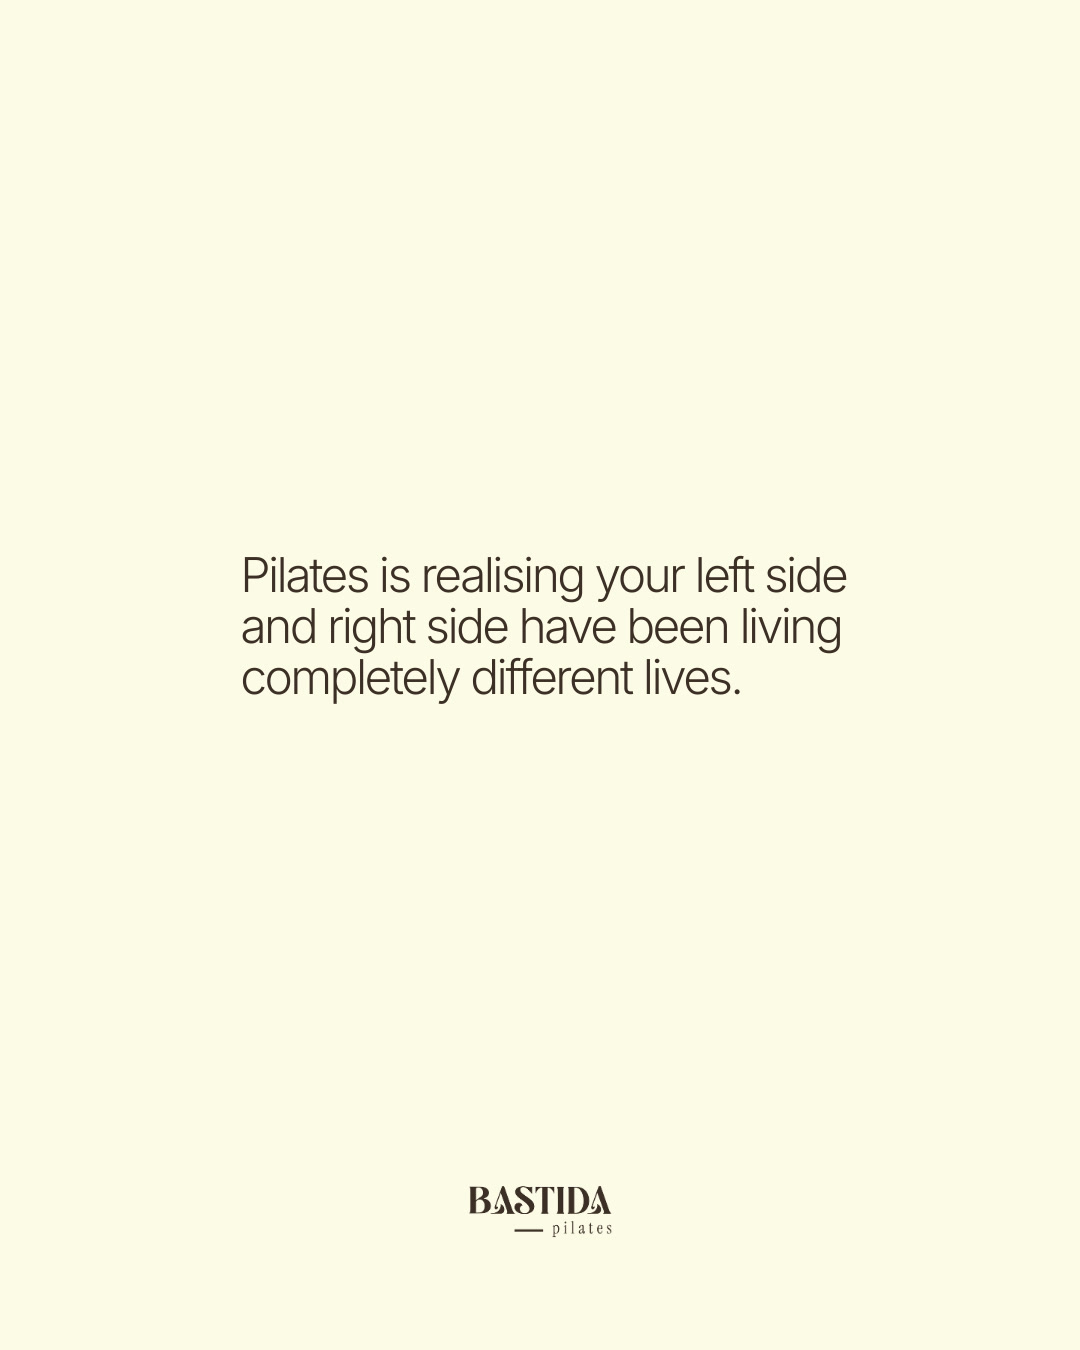 Pilates is realising your left side
and right side have been living
completely different lives.
BASTIDA
pilates